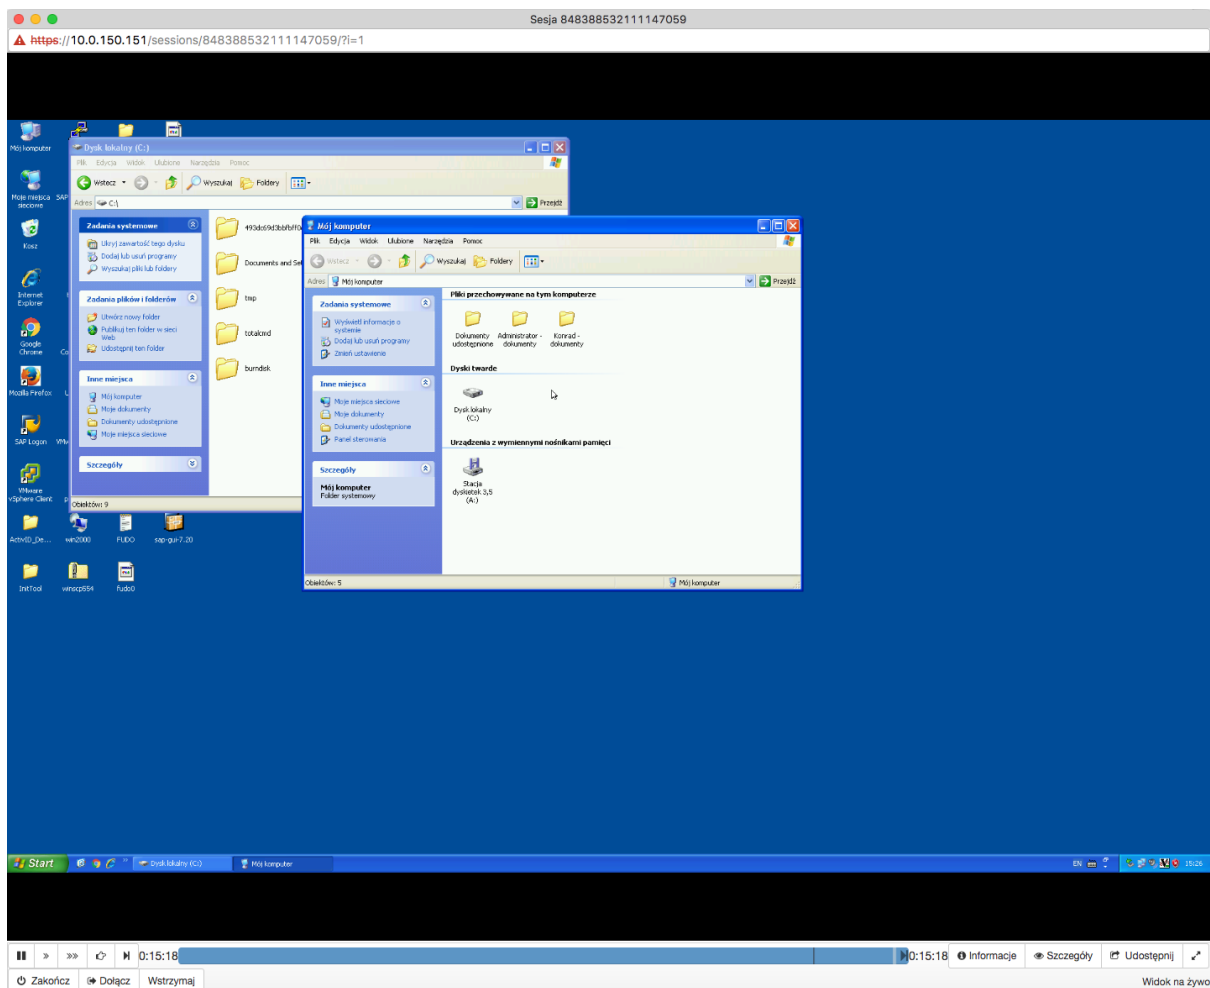 Sesja 848388532111147059
https://10.0.150.151/sessions/848388532111147059/?i=1
Mój komputer
Dysk lokalny (C:)
Plik Edycja Widok Ulubione Narzędzia Pomoc
Wstecz Wyszukaj Foldery
Adres C:\ Przejdź
Moje miejsca sieciowe
SAP
Kosz
Internet Explorer
Google Chrome
Mozilla Firefox
SAP Logon
VMware vSphere Client
Zadania systemowe
Ukryj zawartość tego dysku
Dodaj lub usuń programy
Wyszukaj pliki lub foldery
Zadania plików i folderów
Utwórz nowy folder
Publikuj ten folder w sieci
Web
Udostępnij ten folder
Inne miejsca
Mój komputer
Moje dokumenty
Dokumenty udostępnione
Moje miejsca sieciowe
Szczegóły
Obiektów: 9
Documents and Set
tmp
totalcmd
burndisk
Mój komputer
Plik Edycja Widok Ulubione Narzędzia Pomoc
Wstecz Wyszukaj Foldery
Adres Mój komputer Przejdź
Zadania systemowe
Wyświetl informacje o
systemie
Dodaj lub usuń programy
Zmień ustawienie
Inne miejsca
Moje miejsca sieciowe
Moje dokumenty
Dokumenty udostępnione
Panel sterowania
Szczegóły
Mój komputer
Folder systemowy
Pliki przechowywane na tym komputerze
Dokumenty udostępnione
Administrator - dokumenty
Konrad - dokumenty
Dyski twarde
Dysk lokalny (C:)
Urządzenia z wymiennymi nośnikami pamięci
Stacja dysketek 3,5 (A:)
Obiektów: 5 Mój komputer
ActivID_De... win2000 FUDO sap-gui-7.20
InitTool winscp554 fudo0
Start Dysk lokalny (C:) Mój komputer EN 15:26
0:15:18 0:15:18 Informacje Szczegóły Udostępnij
Zakończ Dołącz Wstrzymaj Widok na żywo